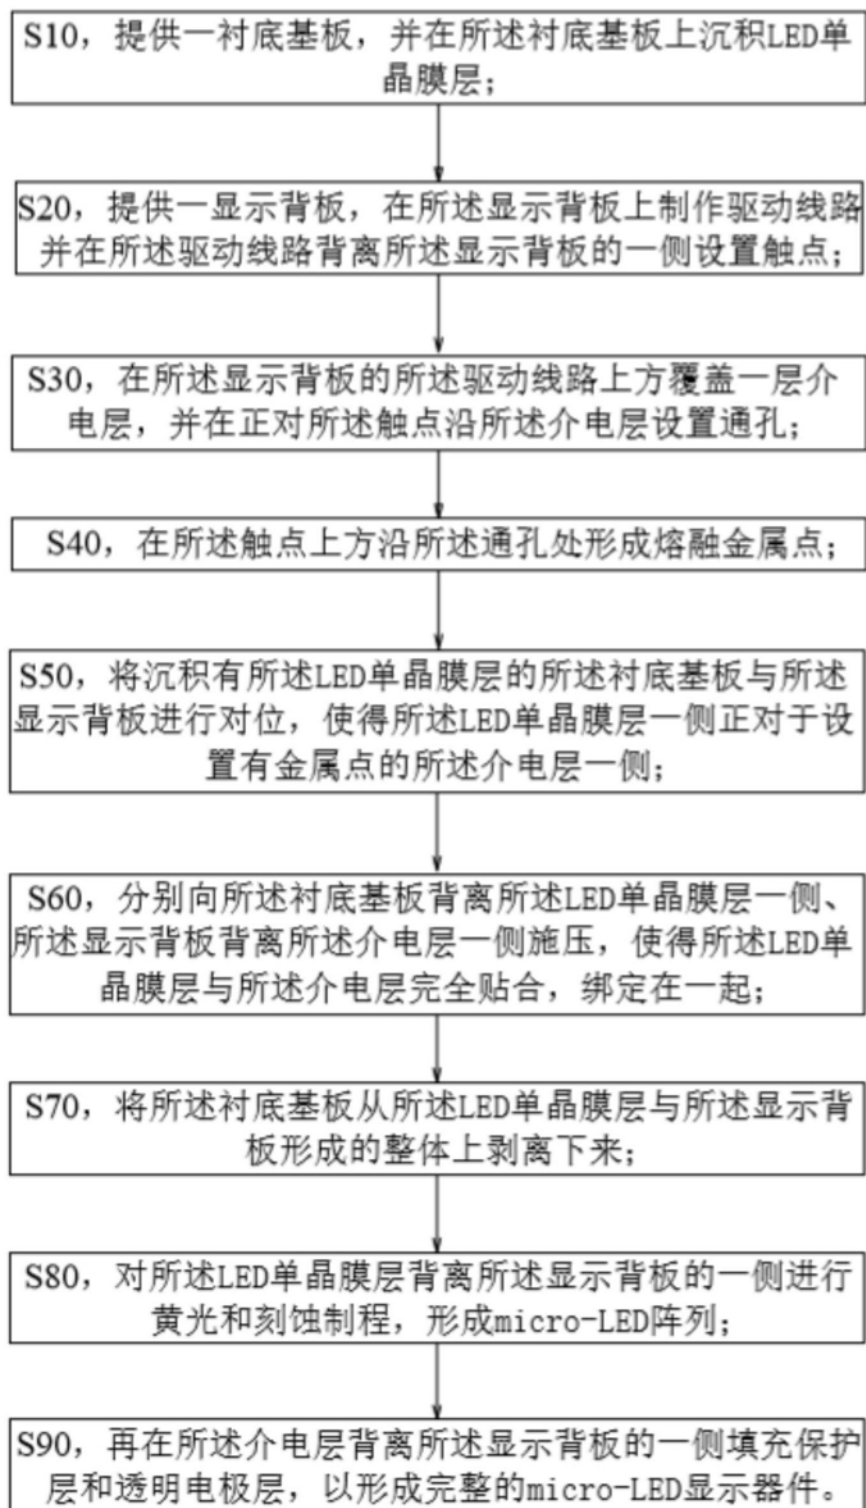 S10，提供一衬底基板，并在所述衬底基板上沉积LED单
晶膜层；
S20，提供一显示背板，在所述显示背板上制作驱动线路
并在所述驱动线路背离所述显示背板的一侧设置触点；
S30，在所述显示背板的所述驱动线路上方覆盖一层介
电层，并在正对所述触点沿所述介电层设置通孔；
S40，在所述触点上方沿所述通孔处形成熔融金属点；
S50，将沉积有所述LED单晶膜层的所述衬底基板与所述
显示背板进行对位，使得所述LED单晶膜层一侧正对于设
置有金属点的所述介电层一侧；
S60，分别向所述衬底基板背离所述LED单晶膜层一侧、
所述显示背板背离所述介电层一侧施压，使得所述LED单
晶膜层与所述介电层完全贴合，绑定在一起；
S70，将所述衬底基板从所述LED单晶膜层与所述显示背
板形成的整体上剥离下来；
S80，对所述LED单晶膜层背离所述显示背板的一侧进行
黄光和刻蚀制程，形成micro-LED阵列；
S90，再在所述介电层背离所述显示背板的一侧填充保护
层和透明电极层，以形成完整的micro-LED显示器件。